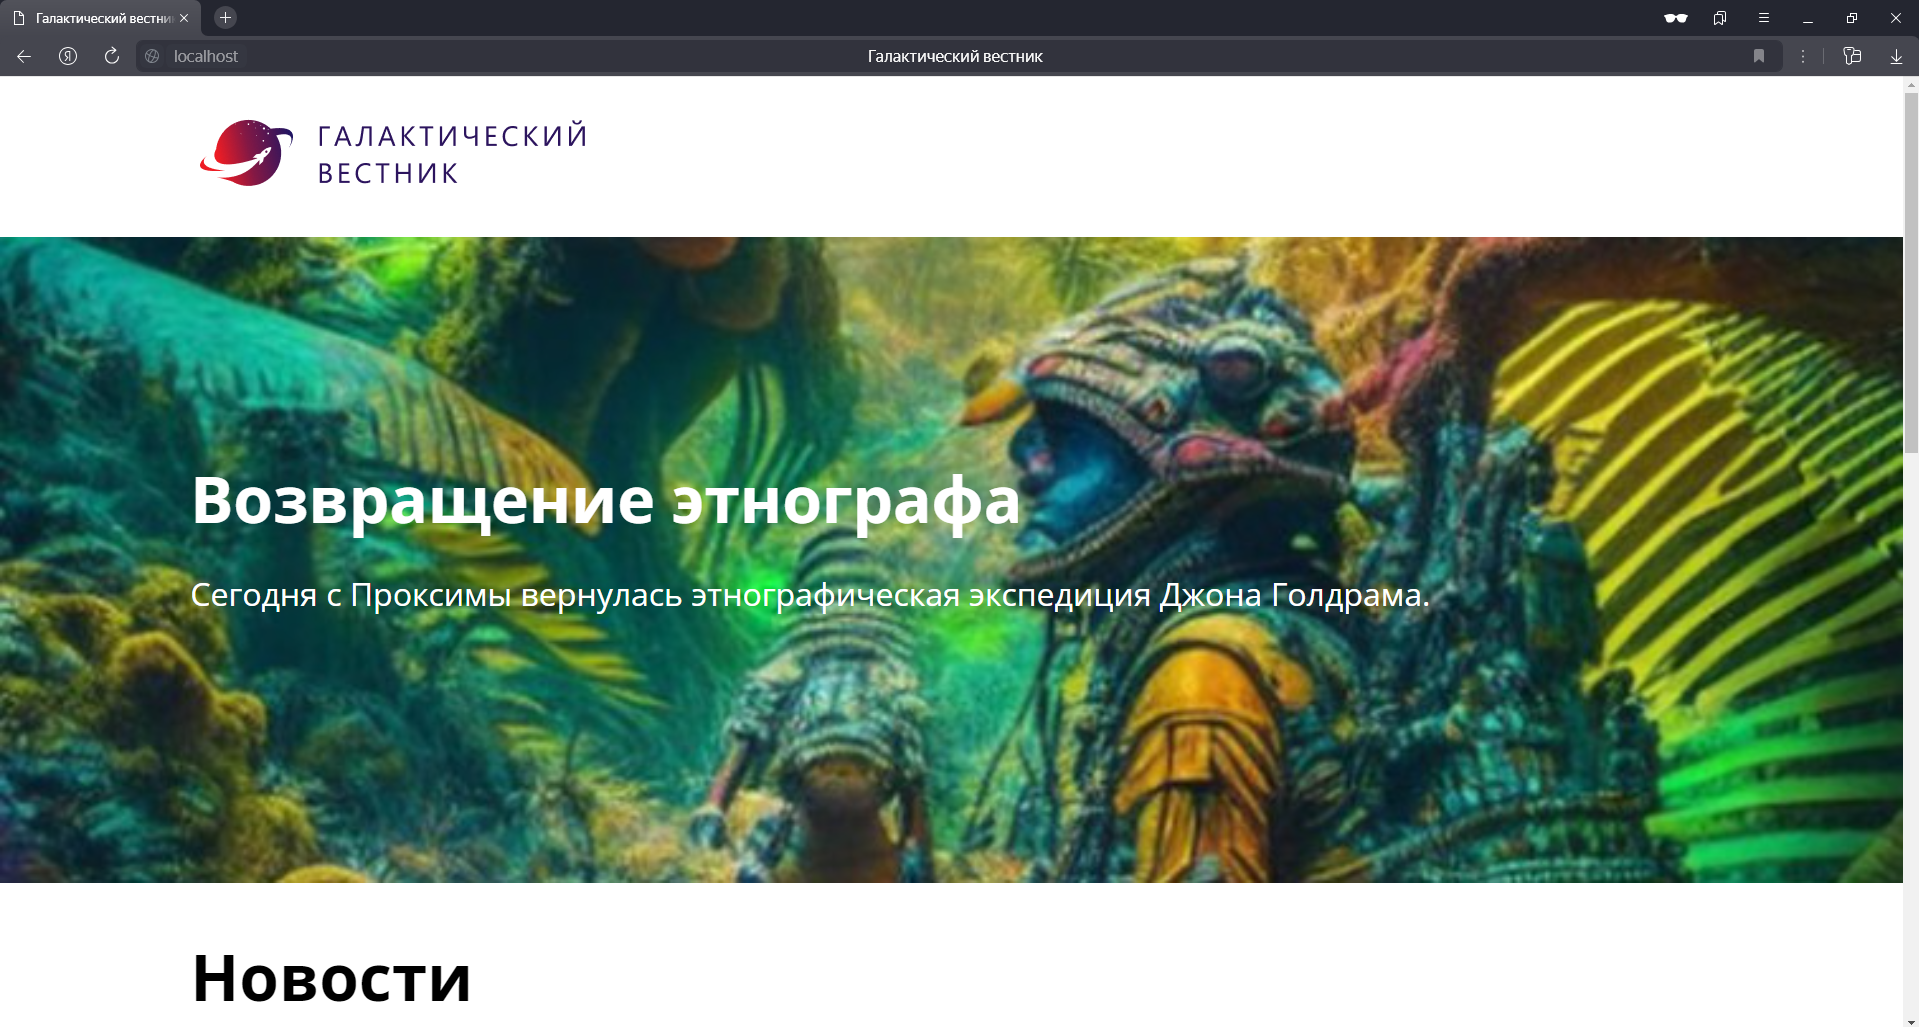 Галактический вестни
localhost
Галактический вестник
ГАЛАКТИЧЕСКИЙ
ВЕСТНИК
Возвращение этнографа
Сегодня с Проксимы вернулась этнографическая экспедиция Джона Голдрама.
Новости